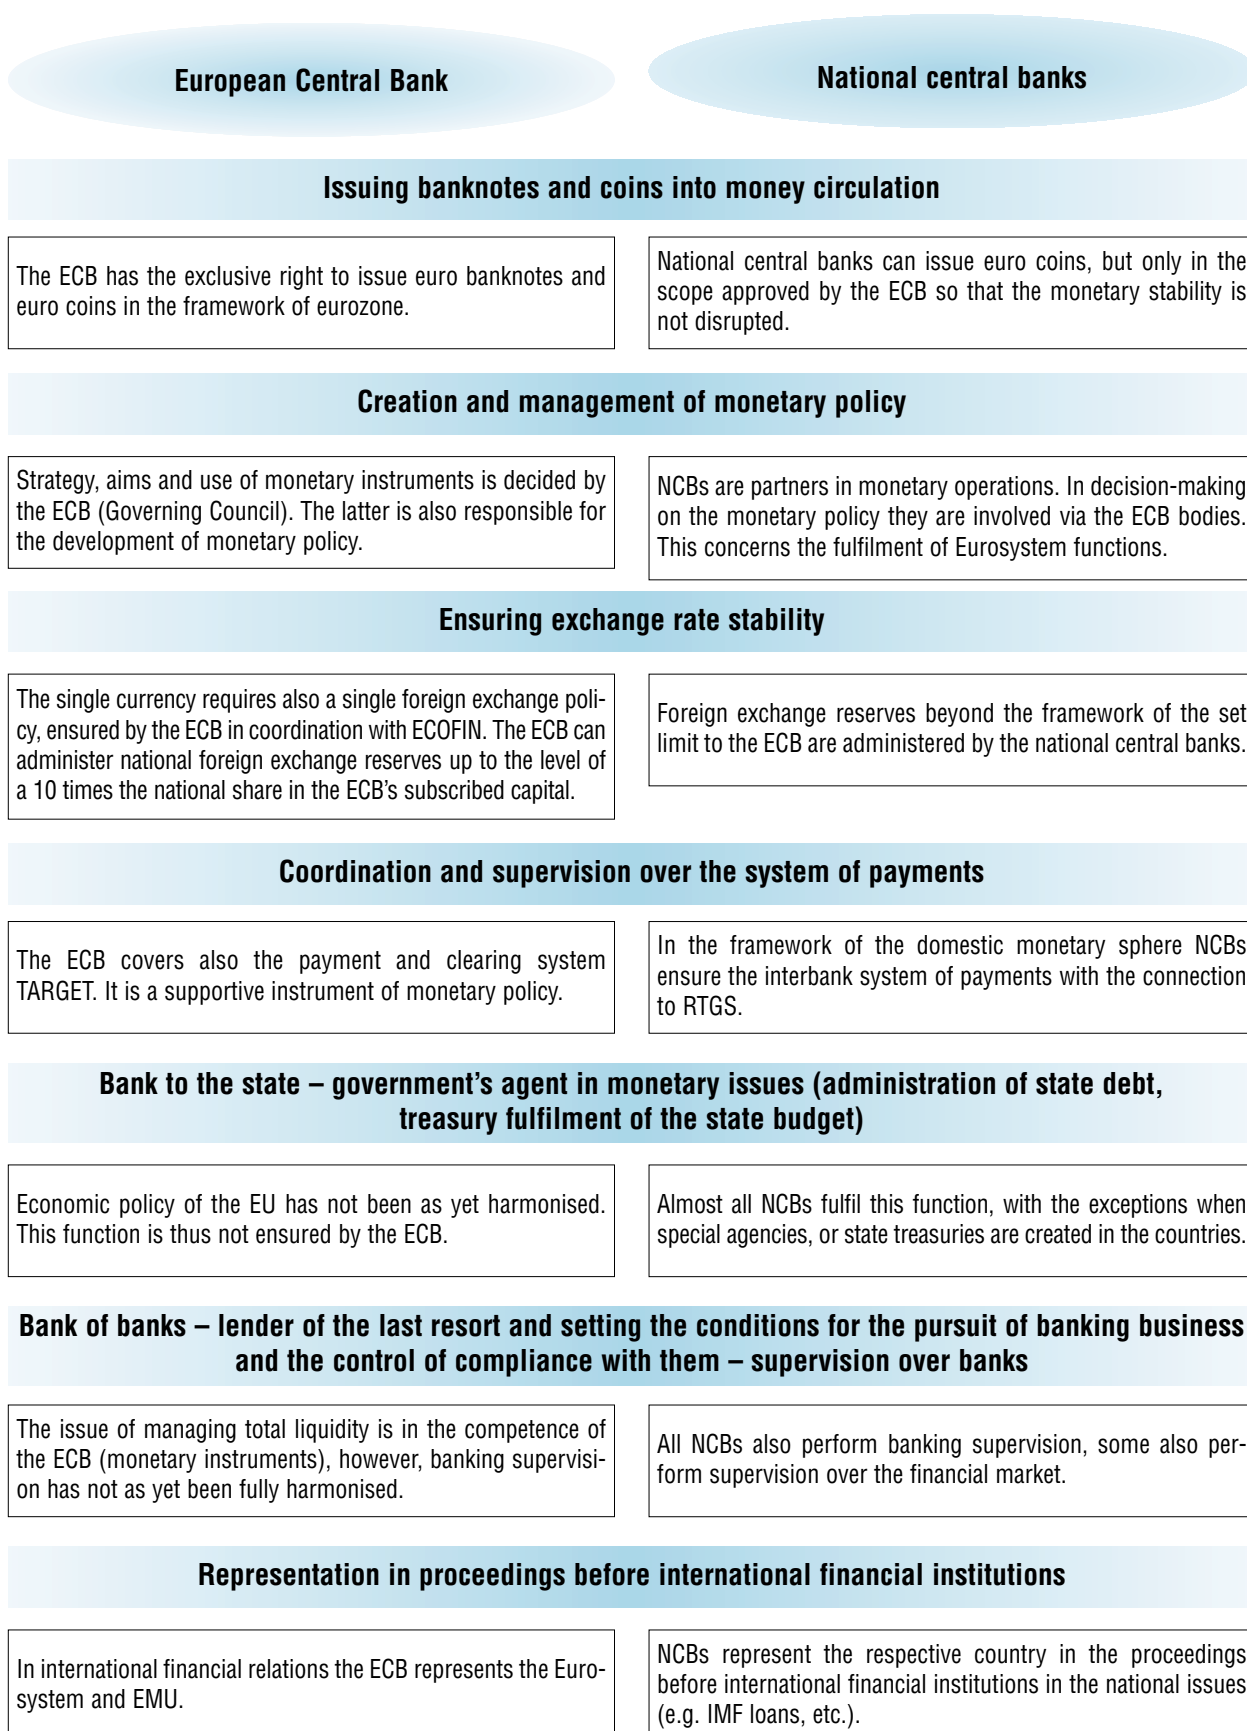 European Central Bank
National central banks
Issuing banknotes and coins into money circulation
The ECB has the exclusive right to issue euro banknotes and
euro coins in the framework of eurozone.
National central banks can issue euro coins, but only in the
scope approved by the ECB so that the monetary stability is
not disrupted.
Creation and management of monetary policy
Strategy, aims and use of monetary instruments is decided by
the ECB (Governing Council). The latter is also responsible for
the development of monetary policy.
NCBs are partners in monetary operations. In decision-making
on the monetary policy they are involved via the ECB bodies.
This concerns the fulfilment of Eurosystem functions.
Ensuring exchange rate stability
The single currency requires also a single foreign exchange poli-
cy, ensured by the ECB in coordination with ECOFIN. The ECB can
administer national foreign exchange reserves up to the level of
a 10 times the national share in the ECB's subscribed capital.
Foreign exchange reserves beyond the framework of the set
limit to the ECB are administered by the national central banks.
Coordination and supervision over the system of payments
The ECB covers also the payment and clearing system
TARGET. It is a supportive instrument of monetary policy.
In the framework of the domestic monetary sphere NCBs
ensure the interbank system of payments with the connection
to RTGS.
Bank to the state – government's agent in monetary issues (administration of state debt,
treasury fulfilment of the state budget)
Economic policy of the EU has not been as yet harmonised.
This function is thus not ensured by the ECB.
Almost all NCBs fulfil this function, with the exceptions when
special agencies, or state treasuries are created in the countries.
Bank of banks – lender of the last resort and setting the conditions for the pursuit of banking business
and the control of compliance with them – supervision over banks
The issue of managing total liquidity is in the competence of
the ECB (monetary instruments), however, banking supervisi-
on has not as yet been fully harmonised.
All NCBs also perform banking supervision, some also per-
form supervision over the financial market.
Representation in proceedings before international financial institutions
In international financial relations the ECB represents the Euro-
system and EMU.
NCBs represent the respective country in the proceedings
before international financial institutions in the national issues
(e.g. IMF loans, etc.).